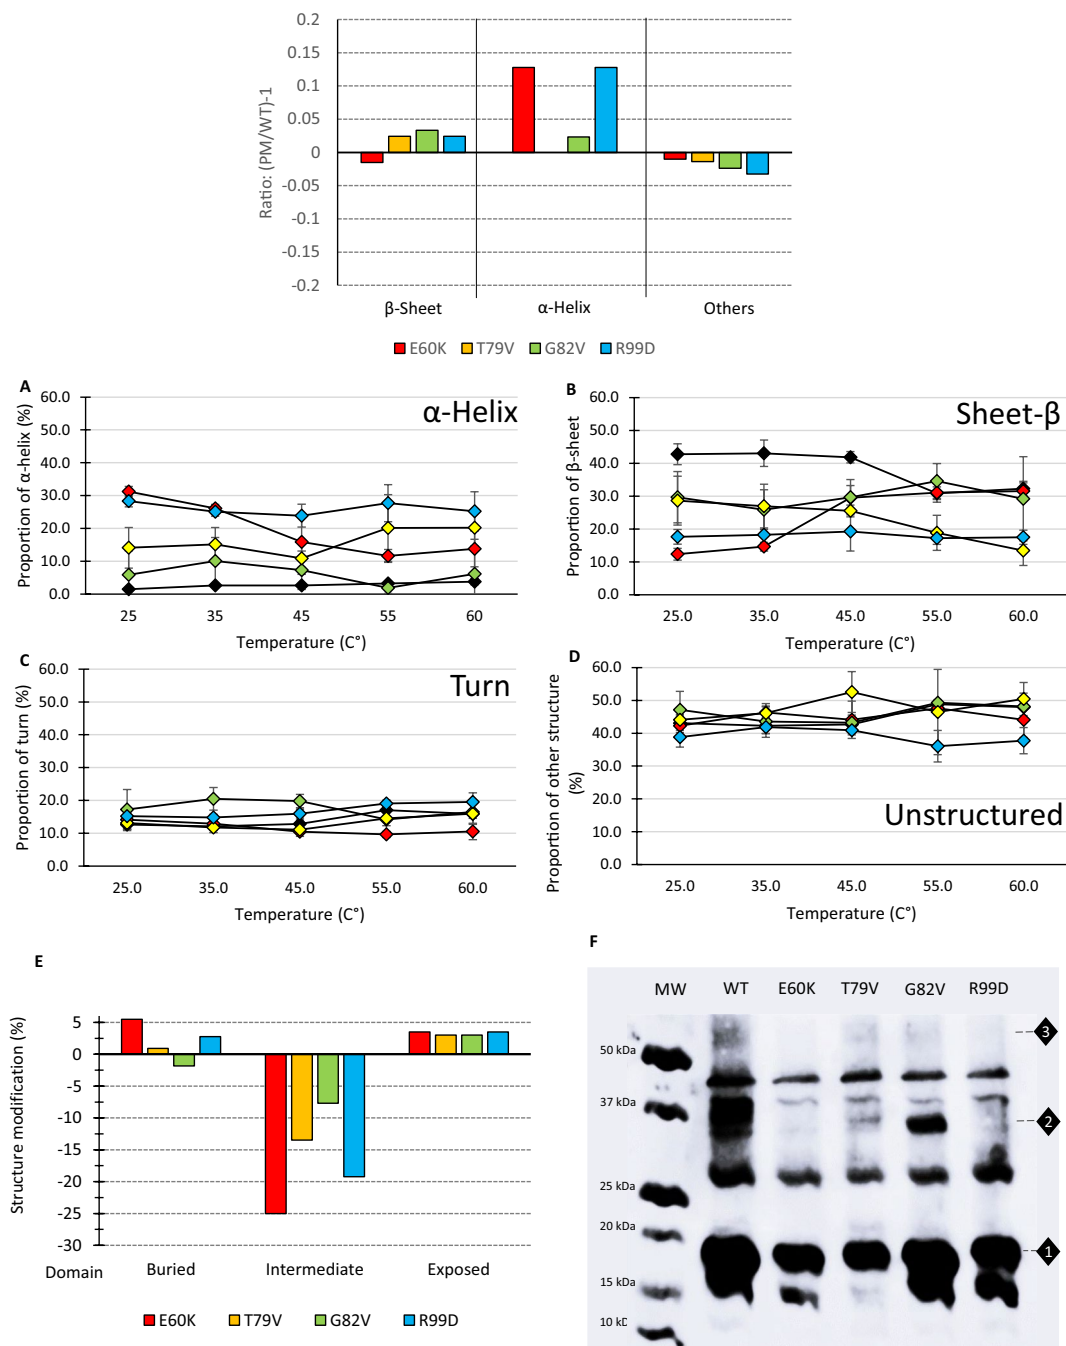 0.2
0.15
0.1
0.05
0
-0.05
-0.1
-0.15
-0.2
Ratio: (PM/WT)-1
β-Sheet α-Helix Others
E60K T79V G82V R99D
A
60.0
50.0
40.0
30.0
20.0
10.0
0.0
Proportion of α-helix (%)
α-Helix
25 35 45 55 60
Temperature (C°)
B
60.0
50.0
40.0
30.0
20.0
10.0
0.0
Proportion of β-sheet
Sheet-β
25.0 35.0 45.0 55.0 60.0
Temperature (C°)
C
60.0
50.0
40.0
30.0
20.0
10.0
0.0
Proportion of turn (%)
Turn
25.0 35.0 45.0 55.0 60.0
Temperature (C°)
D
60.0
50.0
40.0
30.0
20.0
10.0
0.0
Proportion of other structure
(%)
Unstructured
25.0 35.0 45.0 55.0 60.0
Temperature (C°)
E
5
0
-5
-10
-15
-20
-25
-30
Structure modification (%)
Domain Buried Intermediate Exposed
E60K T79V G82V R99D
F
MW WT E60K T79V G82V R99D
50 kDa
37 kDa
25 kDa
20 kDa
15 kDa
10 kD
3
2
1